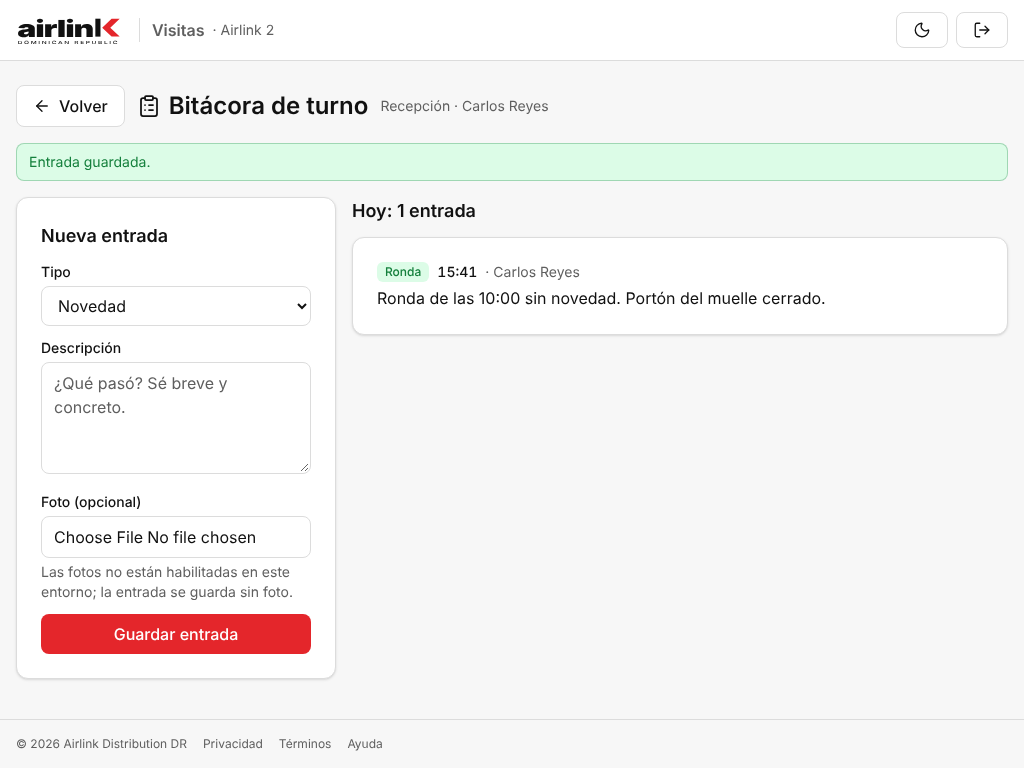 airlink
DOMINICAN REPUBLIC
Visitas · Airlink 2
Volver
Bitácora de turno
Recepción · Carlos Reyes
Entrada guardada.
Nueva entrada
Tipo
Novedad
Descripción
¿Qué pasó? Sé breve y
concreto.
Foto (opcional)
Choose File No file chosen
Las fotos no están habilitadas en este
entorno; la entrada se guarda sin foto.
Guardar entrada
Hoy: 1 entrada
Ronda 15:41 · Carlos Reyes
Ronda de las 10:00 sin novedad. Portón del muelle cerrado.
© 2026 Airlink Distribution DR Privacidad Términos Ayuda